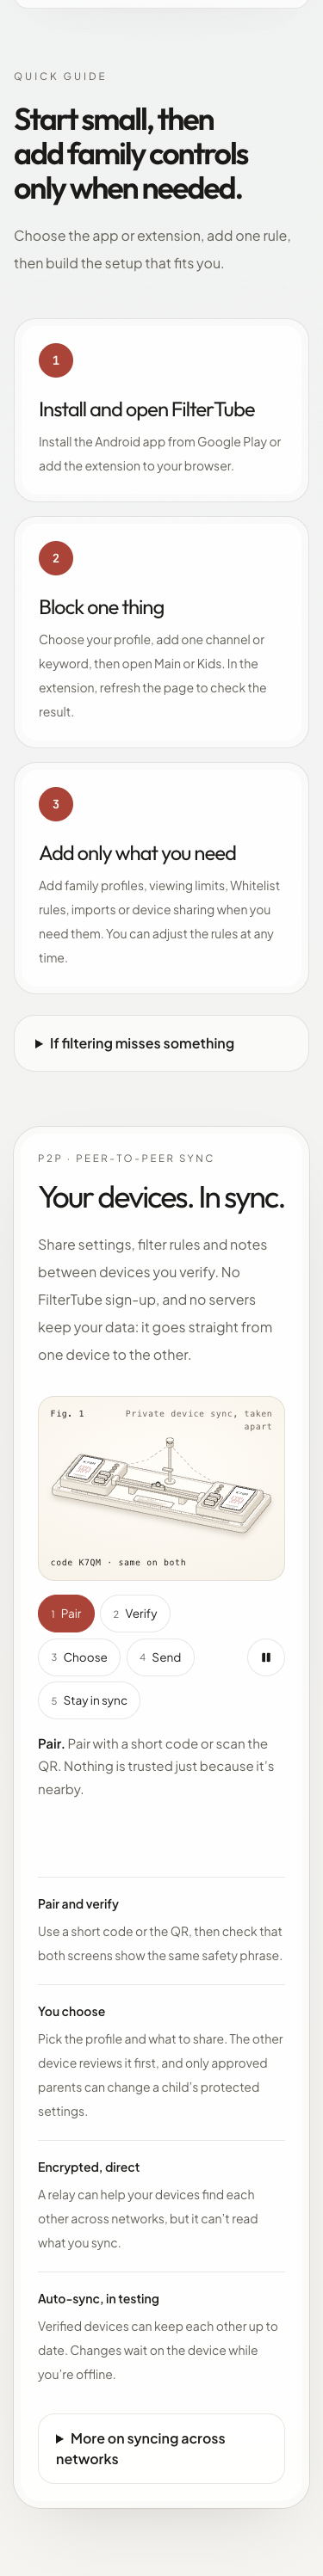 QUICK GUIDE
Start small, then
add family controls
only when needed.
Choose the app or extension, add one rule,
then build the setup that fits you.
1
Install and open FilterTube
Install the Android app from Google Play or
add the extension to your browser.
2
Block one thing
Choose your profile, add one channel or
keyword, then open Main or Kids. In the
extension, refresh the page to check the
result.
3
Add only what you need
Add family profiles, viewing limits, Whitelist
rules, imports or device sharing when you
need them. You can adjust the rules at any
time.
If filtering misses something
P2P · PEER-TO-PEER SYNC
Your devices. In sync.
Share settings, filter rules and notes
between devices you verify. No
FilterTube sign-up, and no servers
keep your data: it goes straight from
one device to the other.
Fig. 1
Private device sync, taken
apart
code K7QM · same on both
1 Pair
2 Verify
3 Choose
4 Send
5 Stay in sync
Pair. Pair with a short code or scan the
QR. Nothing is trusted just because it's
nearby.
Pair and verify
Use a short code or the QR, then check that
both screens show the same safety phrase.
You choose
Pick the profile and what to share. The other
device reviews it first, and only approved
parents can change a child's protected
settings.
Encrypted, direct
A relay can help your devices find each
other across networks, but it can't read
what you sync.
Auto-sync, in testing
Verified devices can keep each other up to
date. Changes wait on the device while
you're offline.
More on syncing across
networks